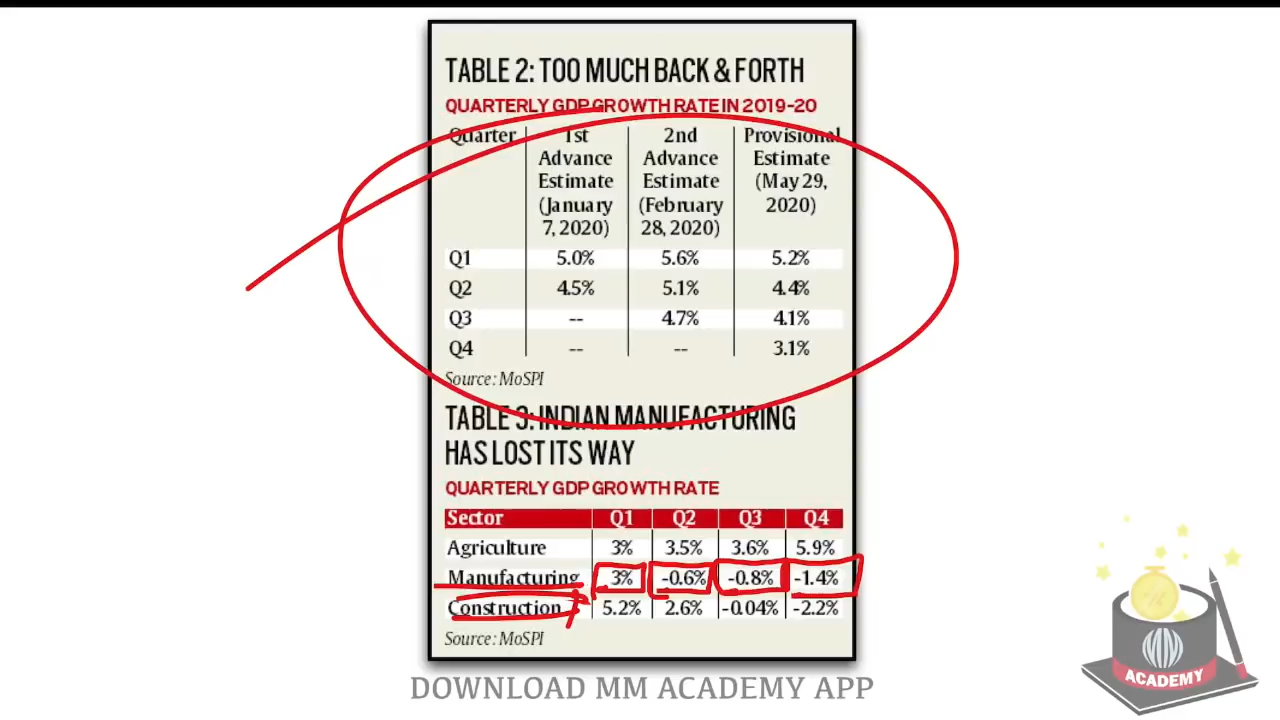 TABLE 2: TOO MUCH BACK & FORTH
QUARTERLY GDP GROWTH RATE IN 2019-20
Quarter 1st Advance Estimate (January 7, 2020) 2nd Advance Estimate (February 28, 2020) Provisional Estimate (May 29, 2020)
Q1 5.0% 5.6% 5.2%
Q2 4.5% 5.1% 4.4%
Q3 -- 4.7% 4.1%
Q4 -- -- 3.1%
Source: MoSPI
TABLE 3: INDIAN MANUFACTURING
HAS LOST ITS WAY
QUARTERLY GDP GROWTH RATE
Sector Q1 Q2 Q3 Q4
Agriculture 3% 3.5% 3.6% 5.9%
Manufacturing 3% -0.6% -0.8% -1.4%
Construction 5.2% 2.6% -0.04% -2.2%
Source: MoSPI
MM
ACADEMY
DOWNLOAD MM ACADEMY APP